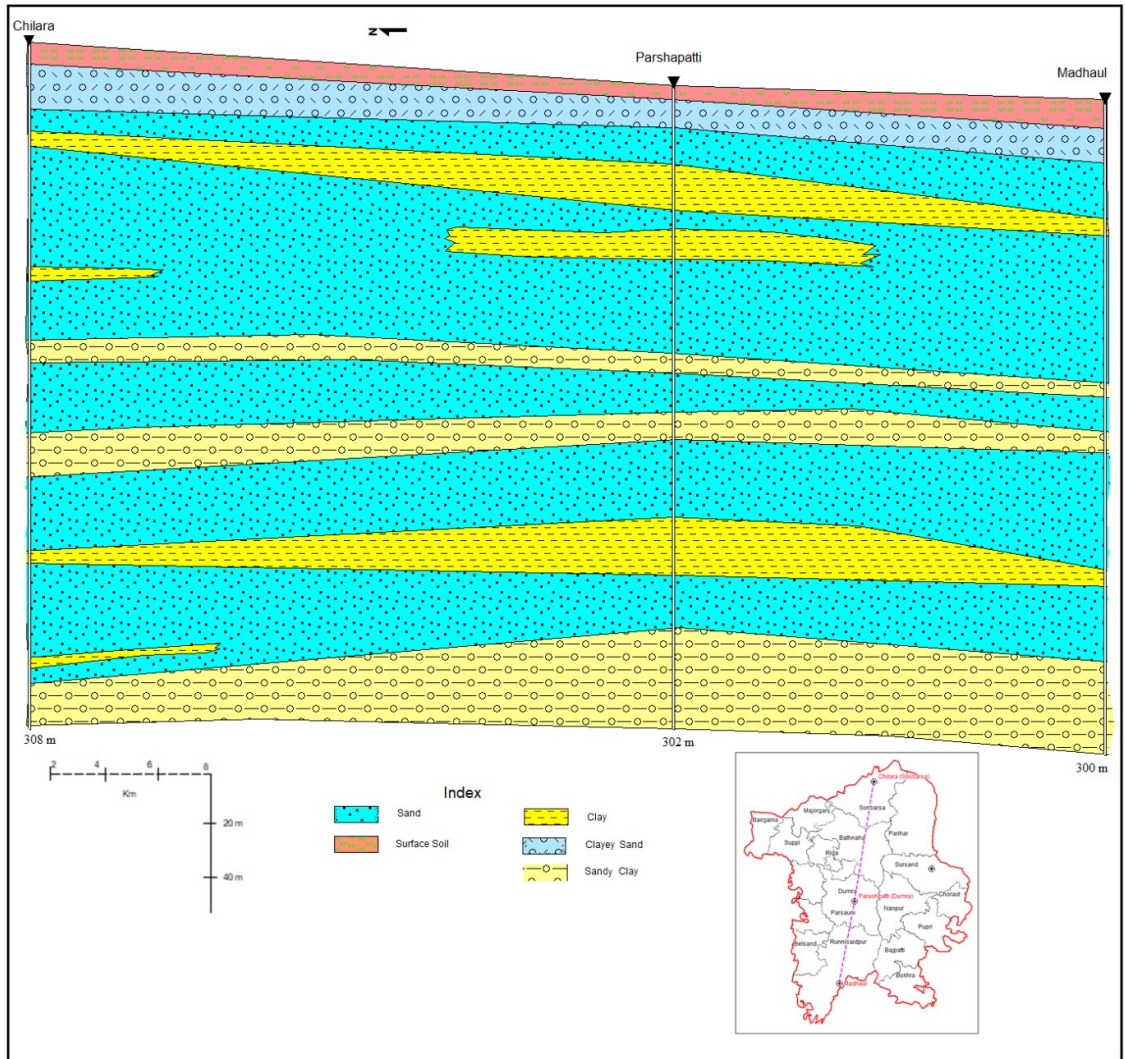 Chilara
N
Parshapatti
Madhaul
308 m
302 m
300 m
2 4 6 8
Km
20 m
40 m
Index
Sand
Clay
Surface Soil
Clayey Sand
Sandy Clay
Chilara (Sonbarsa)
Sonbarsa
Majorganj
Bairgania
Bathnaha
Parihar
Suppi
Riga
Sursand
Dumra
Choraut
Parashpatti (Dumra)
Nanpur
Parsauni
Pupri
Belsand
Runnisaidpur
Bajpatti
Bokhra
Madhaul